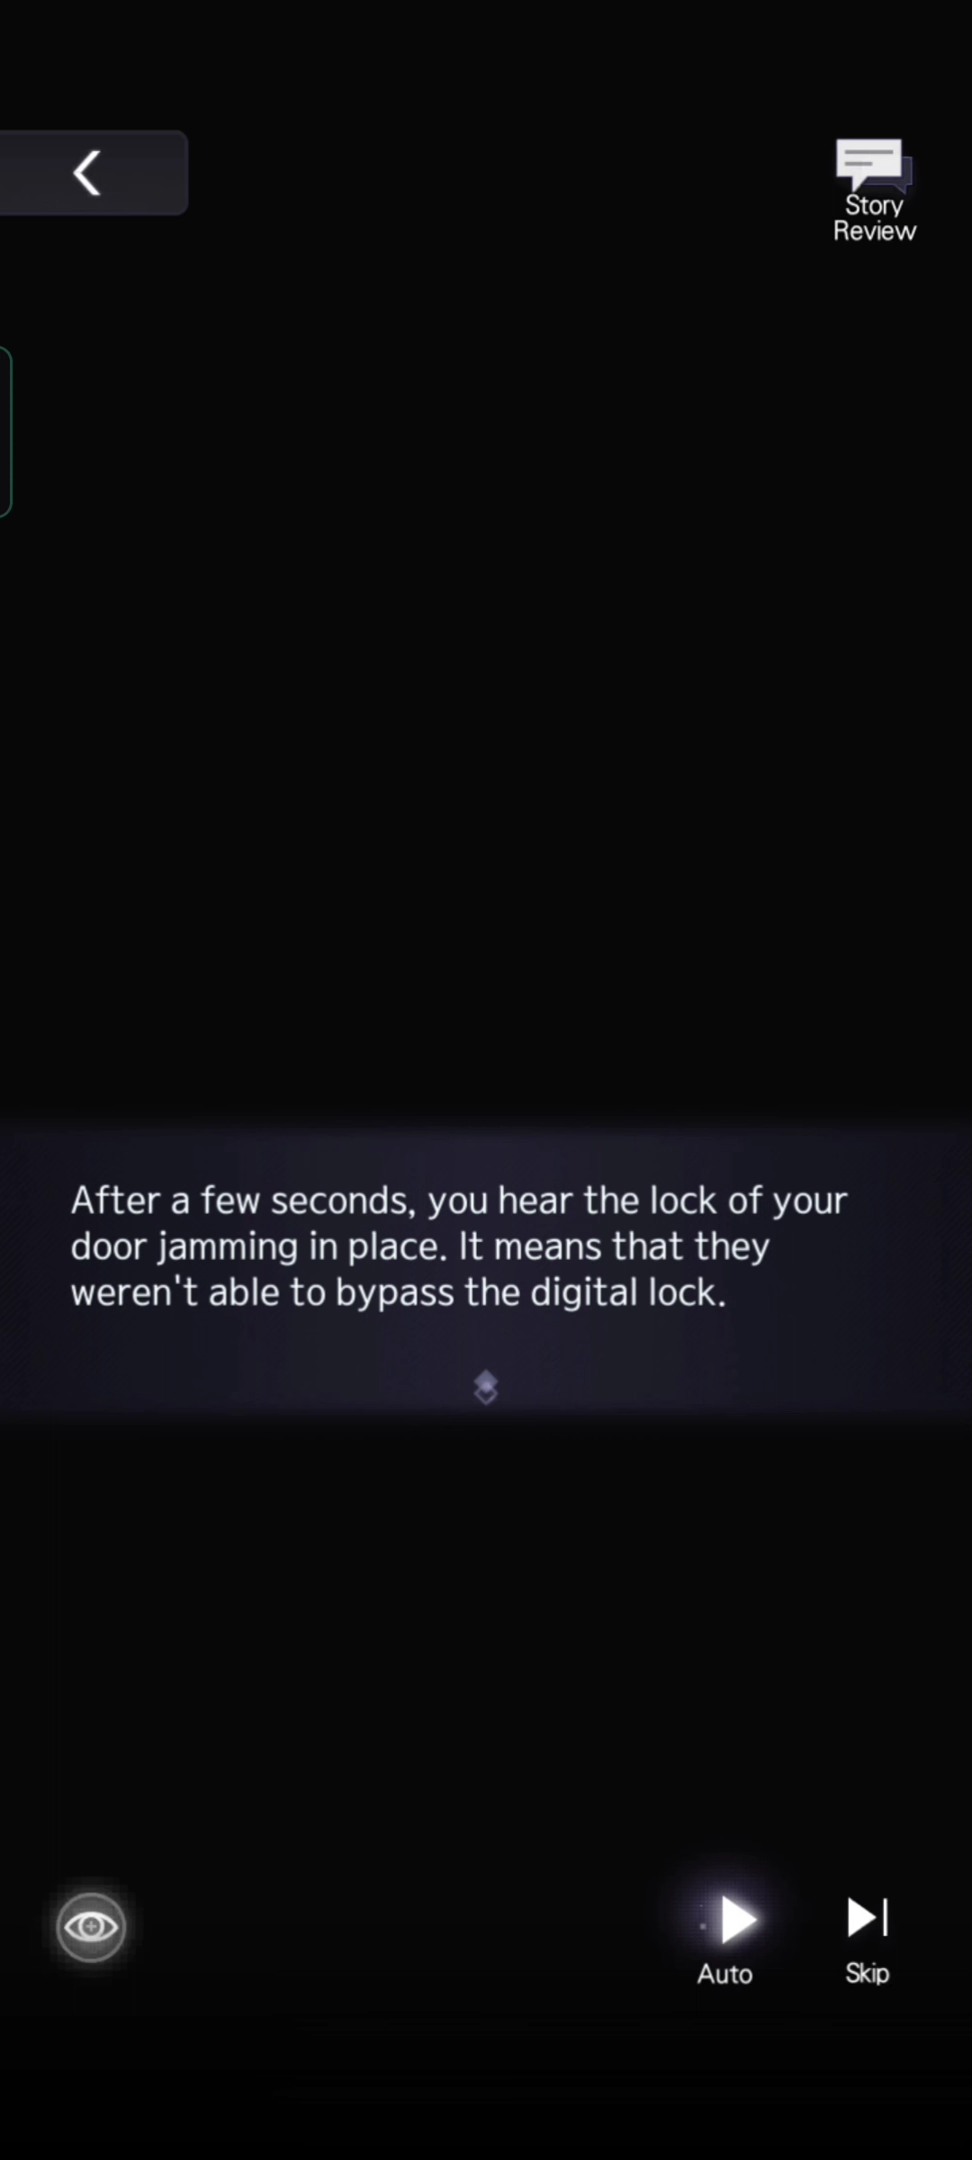 Story
Review
After a few seconds, you hear the lock of your
door jamming in place. It means that they
weren't able to bypass the digital lock.
Auto
Skip